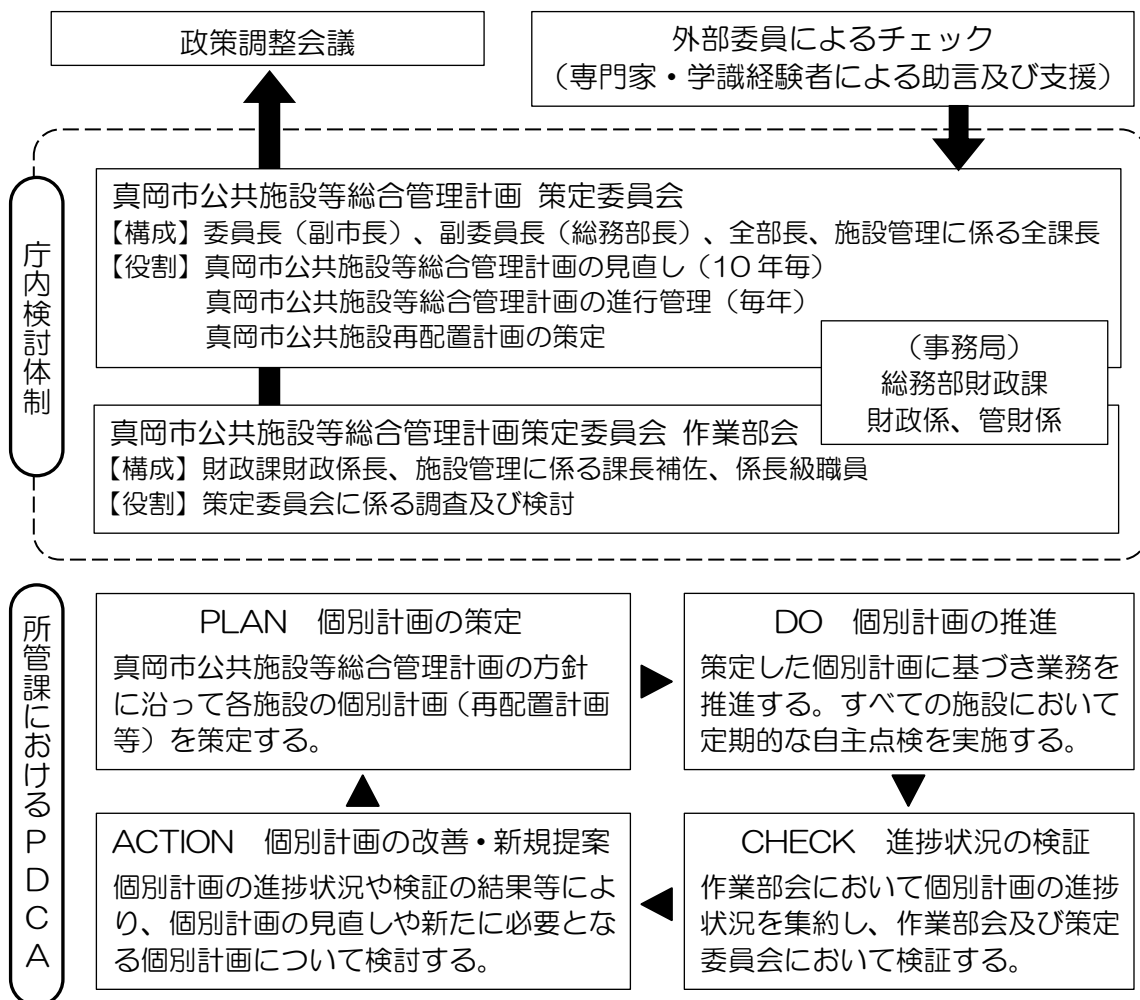 政策調整会議
外部委員によるチェック
（専門家・学識経験者による助言及び支援）
庁内検討体制
真岡市公共施設等総合管理計画 策定委員会
【構成】委員長（副市長）、副委員長（総務部長）、全部長、施設管理に係る全課長
【役割】真岡市公共施設等総合管理計画の見直し（10年毎）
真岡市公共施設等総合管理計画の進行管理（毎年）
真岡市公共施設再配置計画の策定
（事務局）
総務部財政課
財政係、管財係
真岡市公共施設等総合管理計画策定委員会 作業部会
【構成】財政課財政係長、施設管理に係る課長補佐、係長級職員
【役割】策定委員会に係る調査及び検討
所管課におけるPDCA
PLAN　個別計画の策定
真岡市公共施設等総合管理計画の方針
に沿って各施設の個別計画（再配置計画
等）を策定する。
DO　個別計画の推進
策定した個別計画に基づき業務を
推進する。すべての施設において
定期的な自主点検を実施する。
ACTION　個別計画の改善・新規提案
個別計画の進捗状況や検証の結果等によ
り、個別計画の見直しや新たに必要とな
る個別計画について検討する。
CHECK　進捗状況の検証
作業部会において個別計画の進捗
状況を集約し、作業部会及び策定
委員会において検証する。